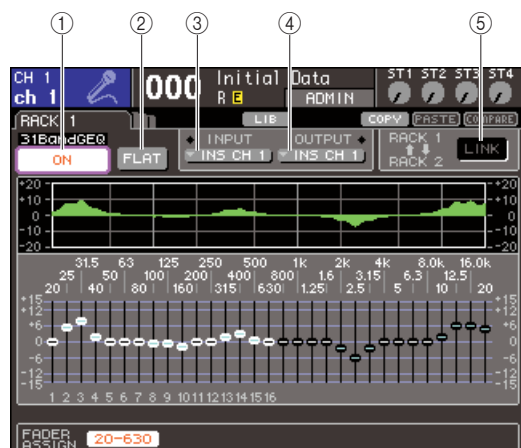 ① ② ③ ④ ⑤
CH 1
ch 1
000 Initial Data
R E ADMIN
ST1 ST2 ST3 ST4
RACK 1
LIB COPY PASTE COMPARE
31BandGEQ
ON
FLAT
INPUT
INS CH 1
OUTPUT
INS CH 1
RACK 1
RACK 2
LINK
+20 +20
+10 +10
0 0
-10 -10
-20 -20
31.5 63 125 250 500 1k 2k 4k 8.0k 16.0k
25 50 100 200 400 800 1.6 3.15 6.3 12.5
20 40 80 160 315 630 1.25 2.5 5 10 20
+15 +15
+12 +12
+6 +6
0 0
-6 -6
-12 -12
-15 -15
1 2 3 4 5 6 7 8 9 10 11 12 13 14 15 16
FADER
ASSIGN
20-630